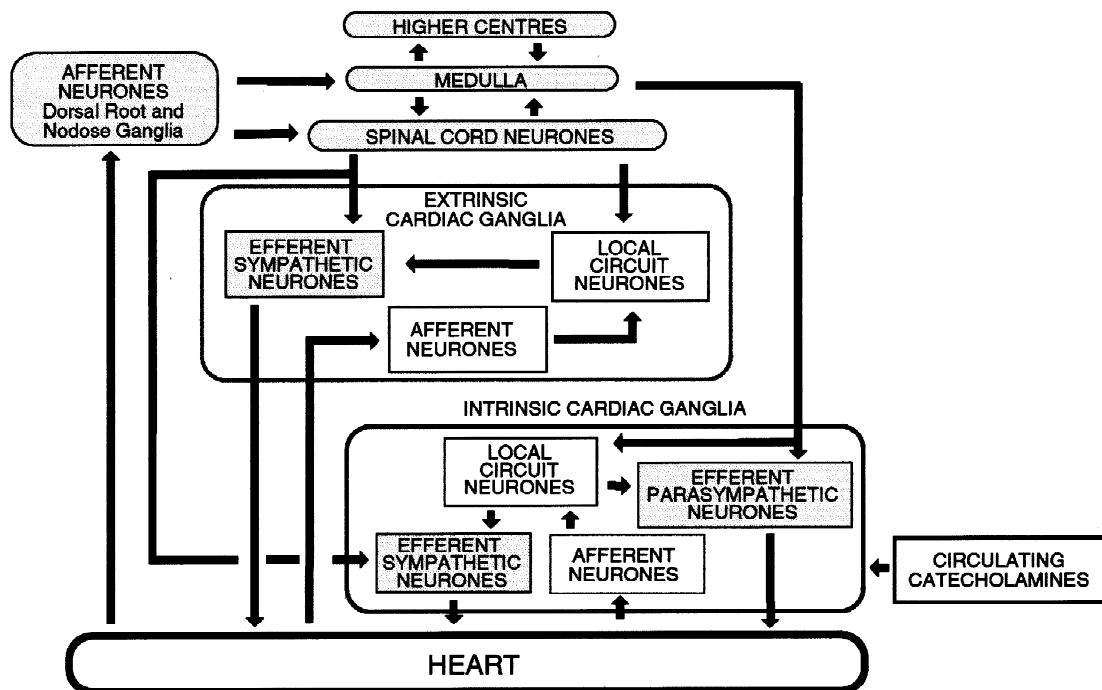 HIGHER CENTRES
MEDULLA
SPINAL CORD NEURONES
AFFERENT
NEURONES
Dorsal Root and
Nodose Ganglia
EXTRINSIC
CARDIAC GANGLIA
EFFERENT
SYMPATHETIC
NEURONES
LOCAL
CIRCUIT
NEURONES
AFFERENT
NEURONES
INTRINSIC CARDIAC GANGLIA
LOCAL
CIRCUIT
NEURONES
EFFERENT
PARASYMPATHETIC
NEURONES
EFFERENT
SYMPATHETIC
NEURONES
AFFERENT
NEURONES
CIRCULATING
CATECHOLAMINES
HEART